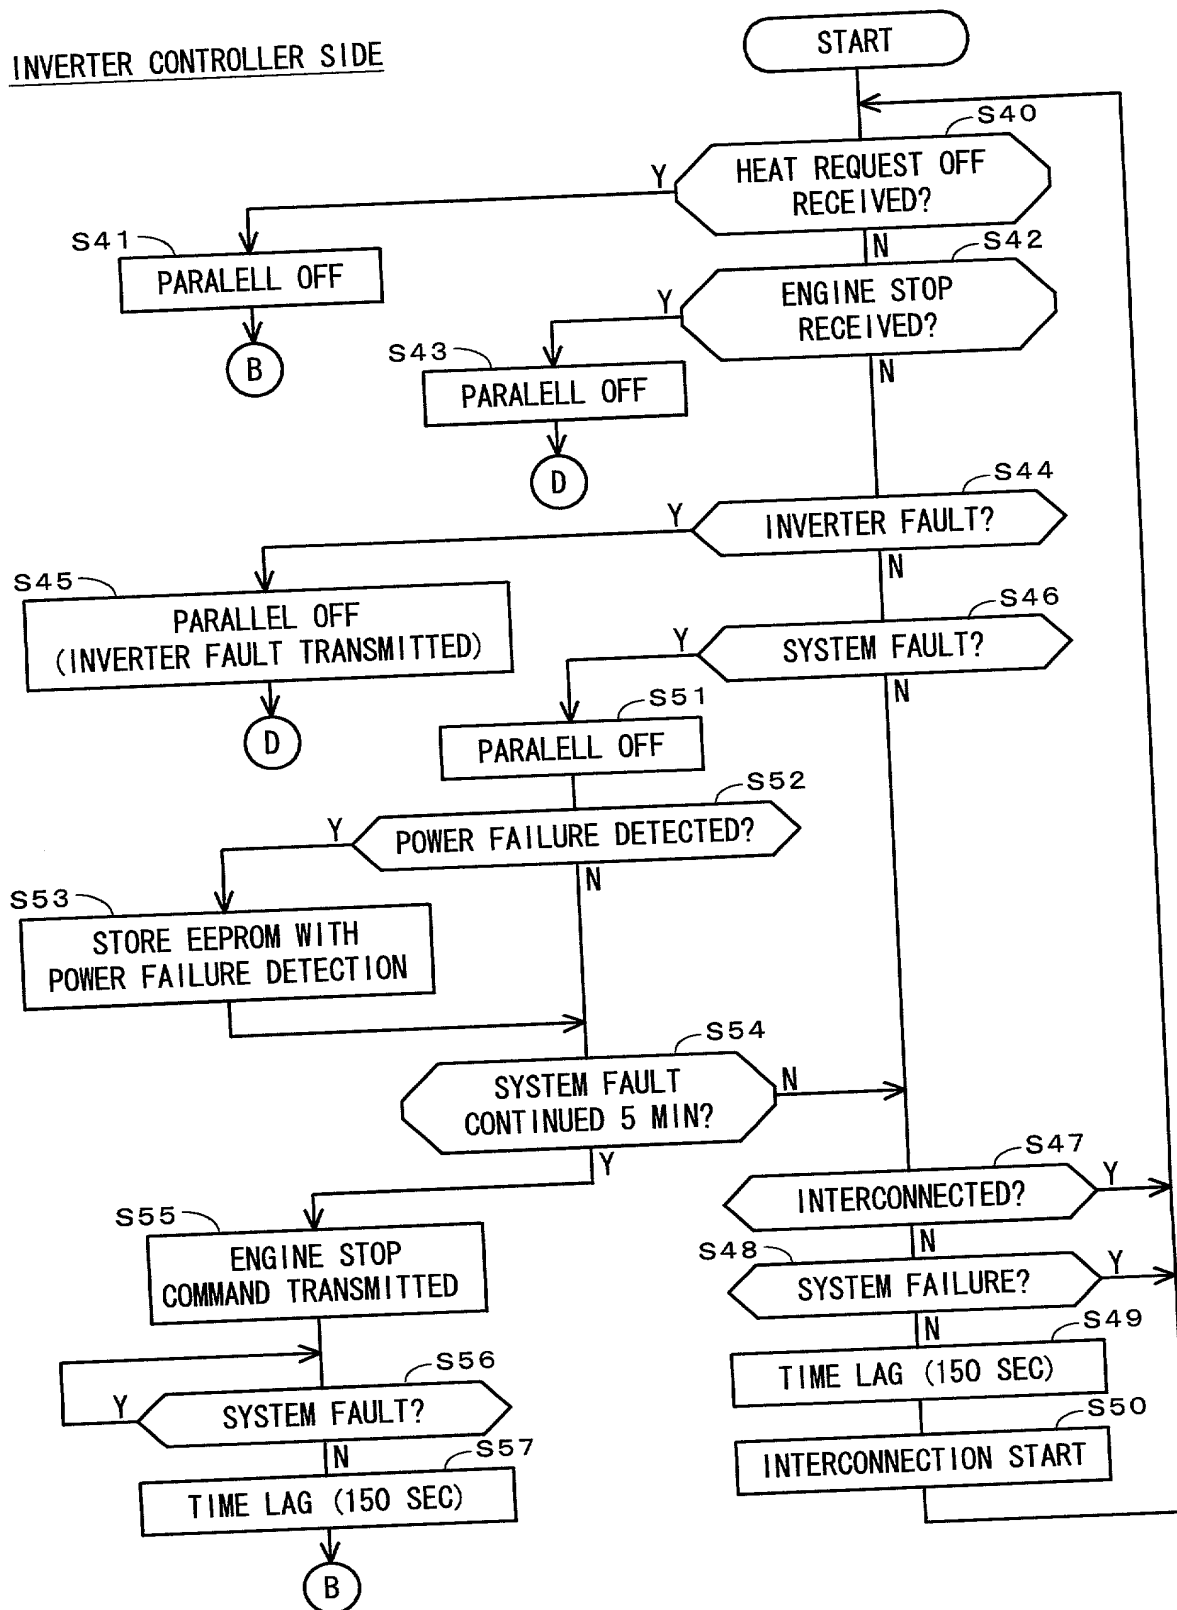 INVERTER CONTROLLER SIDE
START
S40
HEAT REQUEST OFF
RECEIVED?
Y
N
S41
PARALELL OFF
B
S42
ENGINE STOP
RECEIVED?
Y
N
S43
PARALELL OFF
D
S44
INVERTER FAULT?
Y
N
S45
PARALLEL OFF
(INVERTER FAULT TRANSMITTED)
D
S46
SYSTEM FAULT?
Y
N
S51
PARALELL OFF
S52
POWER FAILURE DETECTED?
Y
N
S53
STORE EEPROM WITH
POWER FAILURE DETECTION
S54
SYSTEM FAULT
CONTINUED 5 MIN?
N
Y
S47
INTERCONNECTED?
Y
N
S55
ENGINE STOP
COMMAND TRANSMITTED
S48
SYSTEM FAILURE?
Y
N
S49
TIME LAG (150 SEC)
S56
SYSTEM FAULT?
Y
N
S50
INTERCONNECTION START
S57
TIME LAG (150 SEC)
B